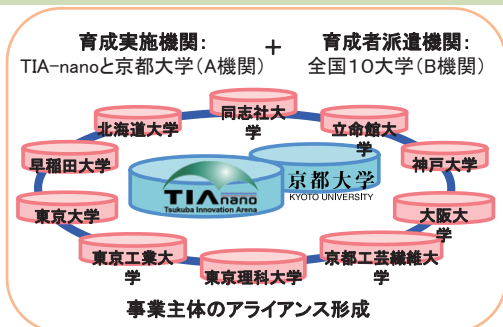 育成実施機関:
TIA-nanoと京都大学(A機関)
+
育成者派遣機関:
全国10大学(B機関)
同志社大
学
北海道大学
立命館大
学
早稲田大学
神戸大学
TIAnano
Tsukuba Innovation Arena
京都大学
KYOTO UNIVERSITY
東京大学
大阪大
学
東京工業大
学
東京理科大学
京都工芸繊維大
学
事業主体のアライアンス形成